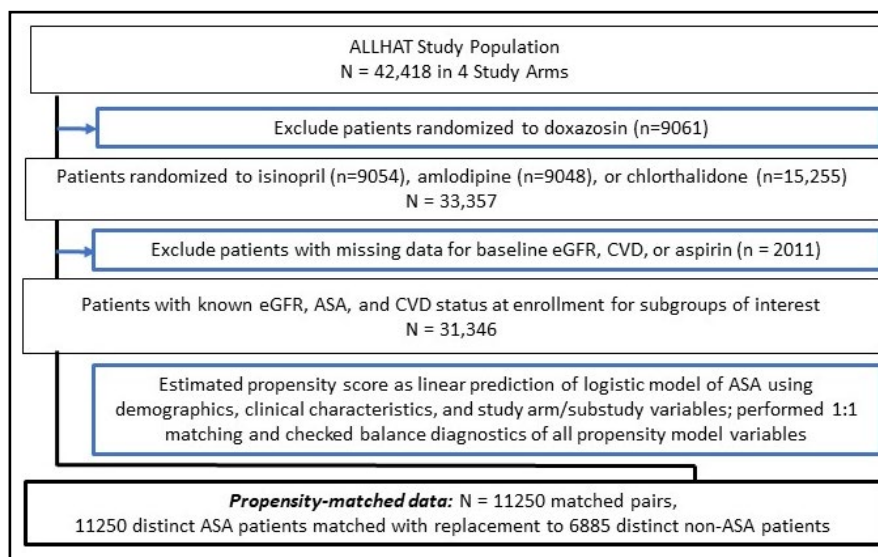 ALLHAT Study Population
N = 42,418 in 4 Study Arms
Exclude patients randomized to doxazosin (n=9061)
Patients randomized to isinopril (n=9054), amlodipine (n=9048), or chlorthalidone (n=15,255)
N = 33,357
Exclude patients with missing data for baseline eGFR, CVD, or aspirin (n = 2011)
Patients with known eGFR, ASA, and CVD status at enrollment for subgroups of interest
N = 31,346
Estimated propensity score as linear prediction of logistic model of ASA using
demographics, clinical characteristics, and study arm/substudy variables; performed 1:1
matching and checked balance diagnostics of all propensity model variables
Propensity-matched data: N = 11250 matched pairs,
11250 distinct ASA patients matched with replacement to 6885 distinct non-ASA patients